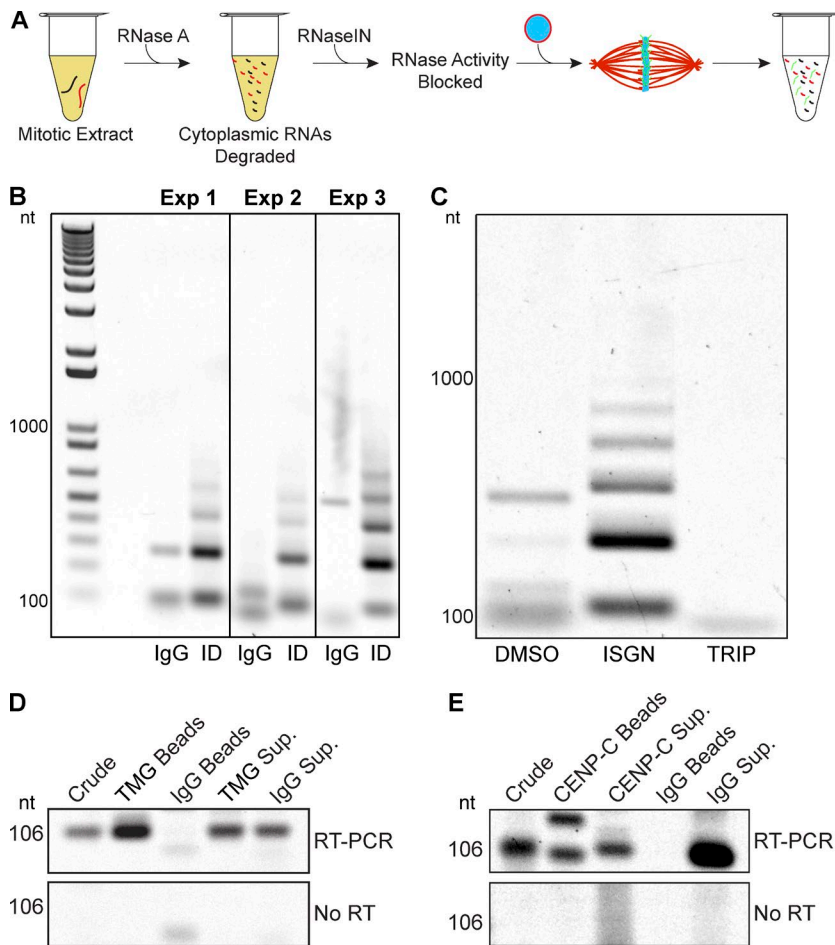 A
RNase A
RNaseIN
RNase Activity
Blocked
Mitotic Extract
Cytoplasmic RNAs
Degraded
B
Exp 1
Exp 2
Exp 3
nt
1000
100
IgG
ID
IgG
ID
IgG
ID
C
nt
1000
100
DMSO
ISGN
TRIP
D
Crude
TMG Beads
IgG Beads
TMG Sup.
IgG Sup.
nt
106
RT-PCR
106
No RT
E
Crude
CENP-C Beads
CENP-C Sup.
IgG Beads
IgG Sup.
nt
106
RT-PCR
106
No RT